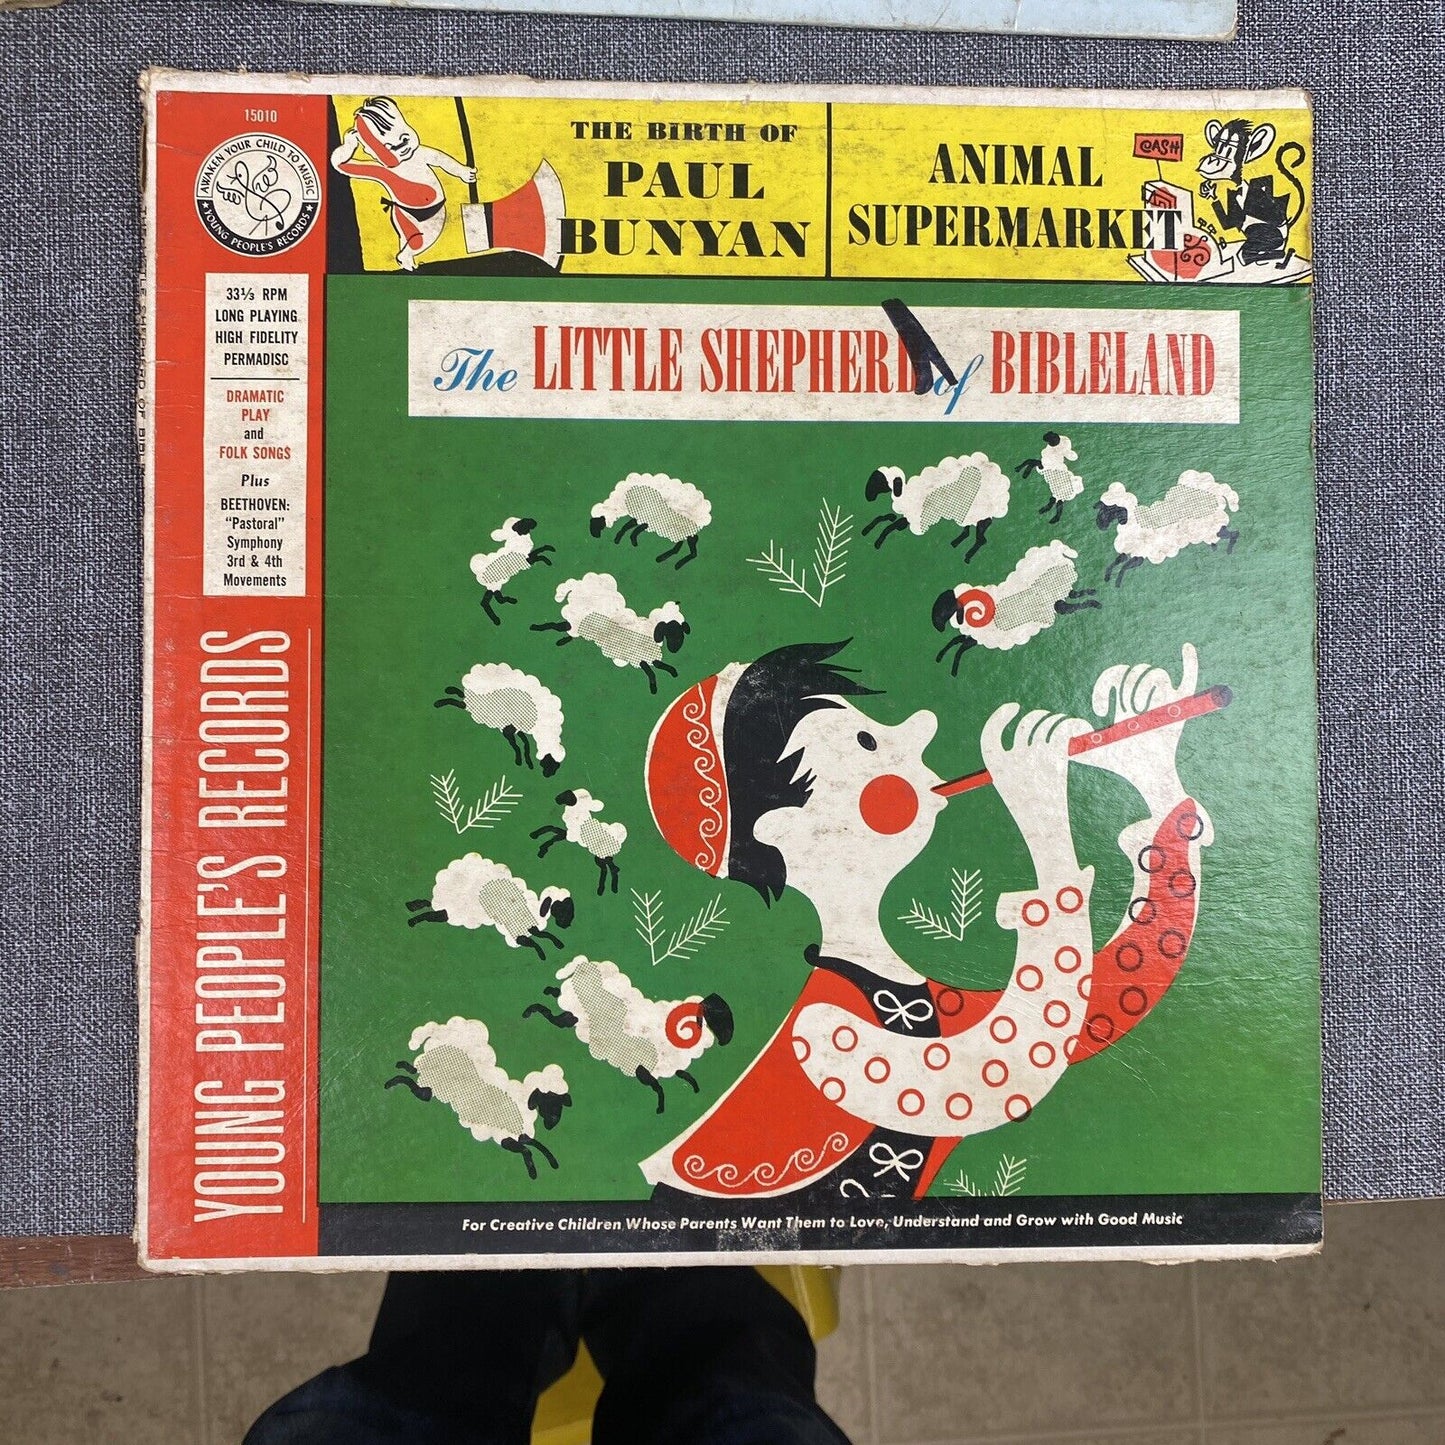 15010
AWAKEN YOUR CHILD TO MUSIC
★ YOUNG PEOPLE'S RECORDS ★
33⅓ RPM
LONG PLAYING
HIGH FIDELITY
PERMADISC
DRAMATIC
PLAY
and
FOLK SONGS
Plus
BEETHOVEN:
"Pastoral"
Symphony
3rd & 4th
Movements
YOUNG PEOPLE'S RECORDS
THE BIRTH OF
PAUL
BUNYAN
ANIMAL
SUPERMARKET
CASH
The LITTLE SHEPHERD of BIBLELAND
For Creative Children Whose Parents Want Them to Love, Understand and Grow with Good Music